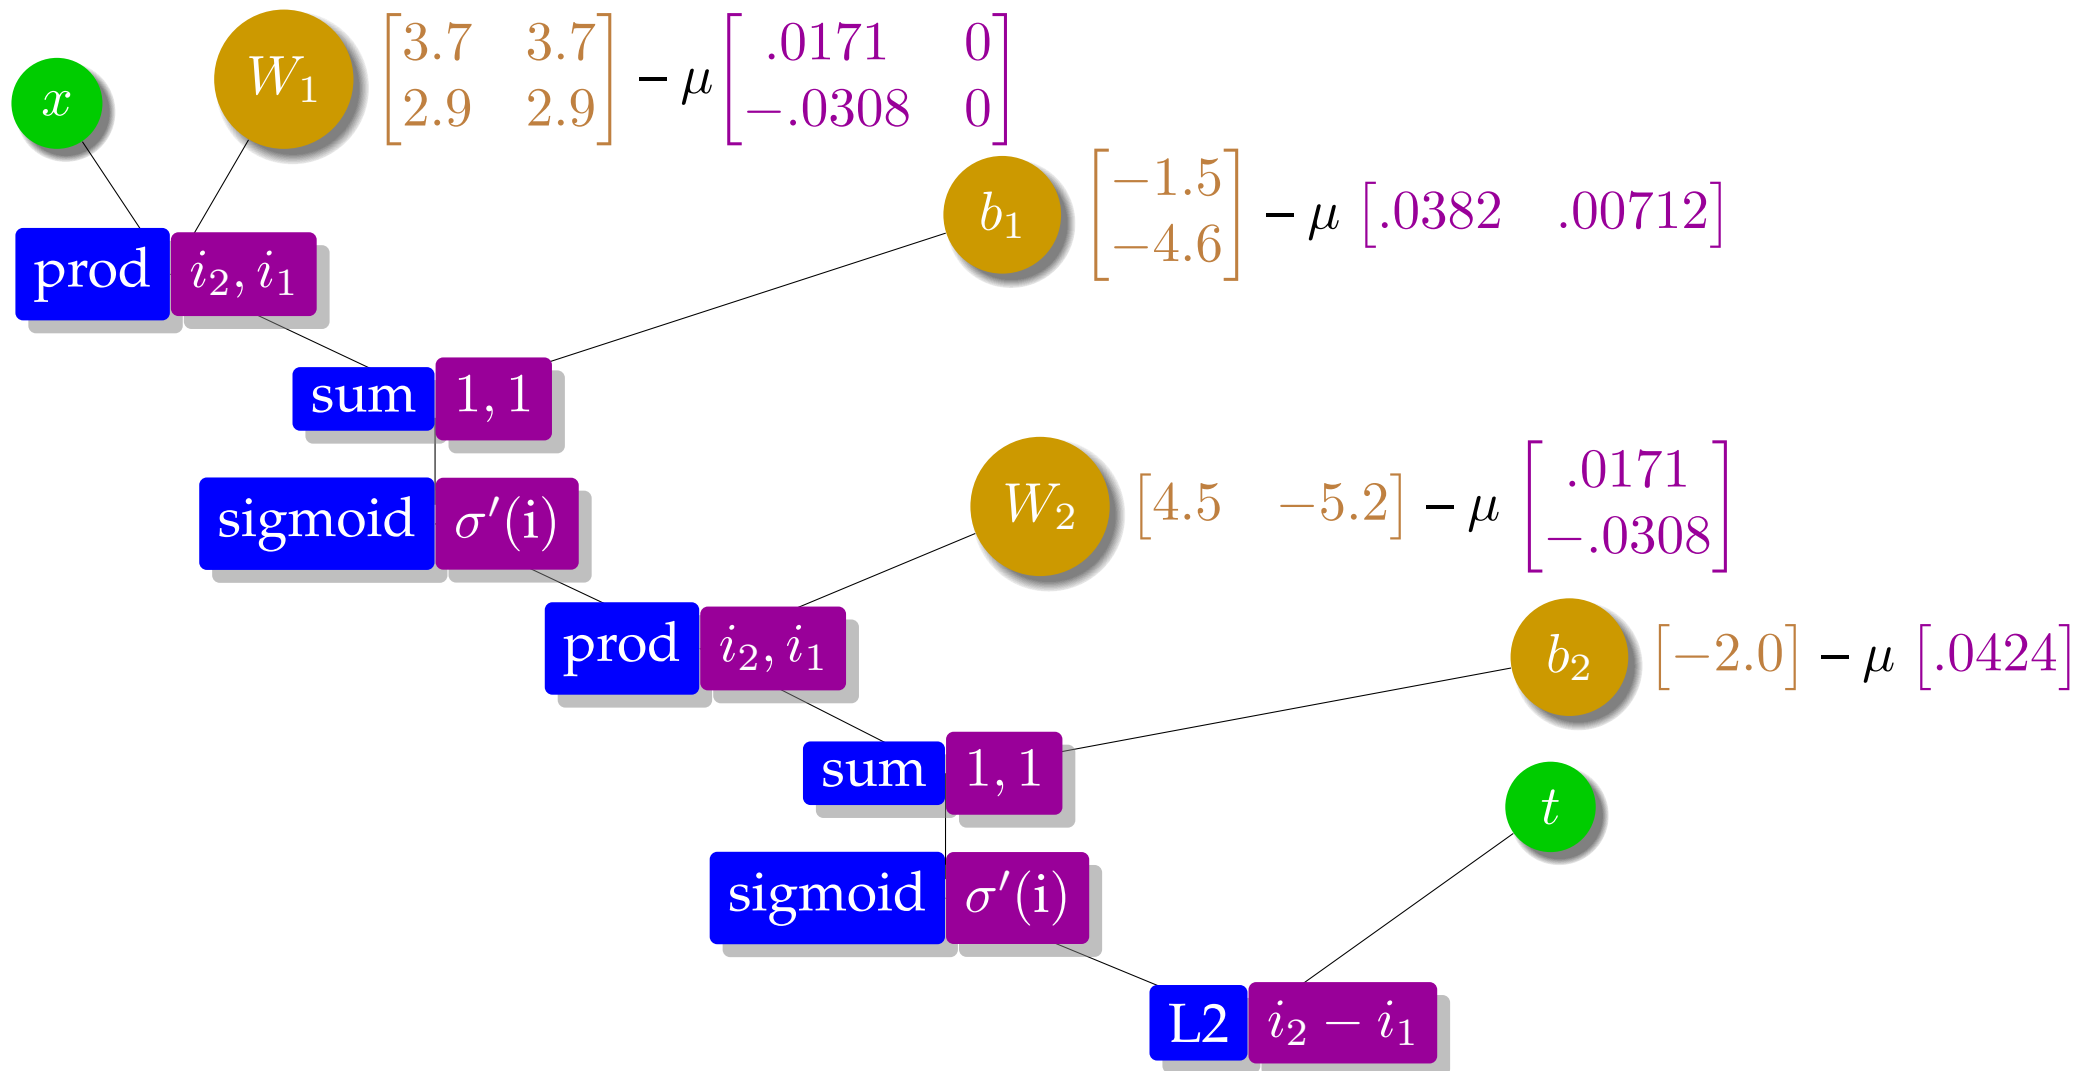 x
W₁ [3.7 3.7; 2.9 2.9] − μ [.0171 0; −.0308 0]
b₁ [−1.5; −4.6] − μ [.0382 .00712]
prod i₂, i₁
sum 1, 1
W₂ [4.5 −5.2] − μ [.0171; −.0308]
sigmoid σ′(i)
prod i₂, i₁
b₂ [−2.0] − μ [.0424]
sum 1, 1
t
sigmoid σ′(i)
L2 i₂ − i₁